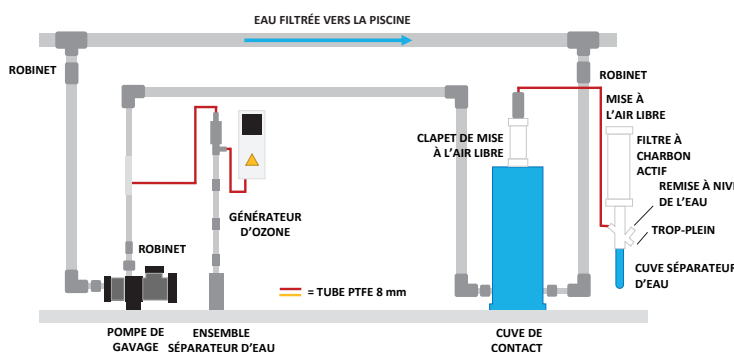 EAU FILTRÉE VERS LA PISCINE
ROBINET
ROBINET
MISE À
L'AIR LIBRE
CLAPET DE MISE
À L'AIR LIBRE
FILTRE À
CHARBON
ACTIF
REMISE À NIV
DE L'EAU
TROP-PLEIN
GÉNÉRATEUR
D'OZONE
ROBINET
CUVE SÉPARATEUR
D'EAU
= TUBE PTFE 8 mm
POMPE DE
GAVAGE
ENSEMBLE
SÉPARATEUR D'EAU
CUVE DE
CONTACT